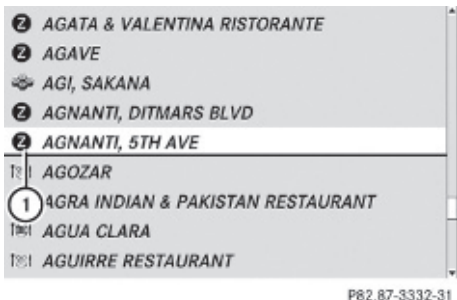 Z AGATA & VALENTINA RISTORANTE
Z AGAVE
AGI, SAKANA
Z AGNANTI, DITMARS BLVD
Z AGNANTI, 5TH AVE
AGOZAR
1 AGRA INDIAN & PAKISTAN RESTAURANT
AGUA CLARA
AGUIRRE RESTAURANT
P82.87-3332-31